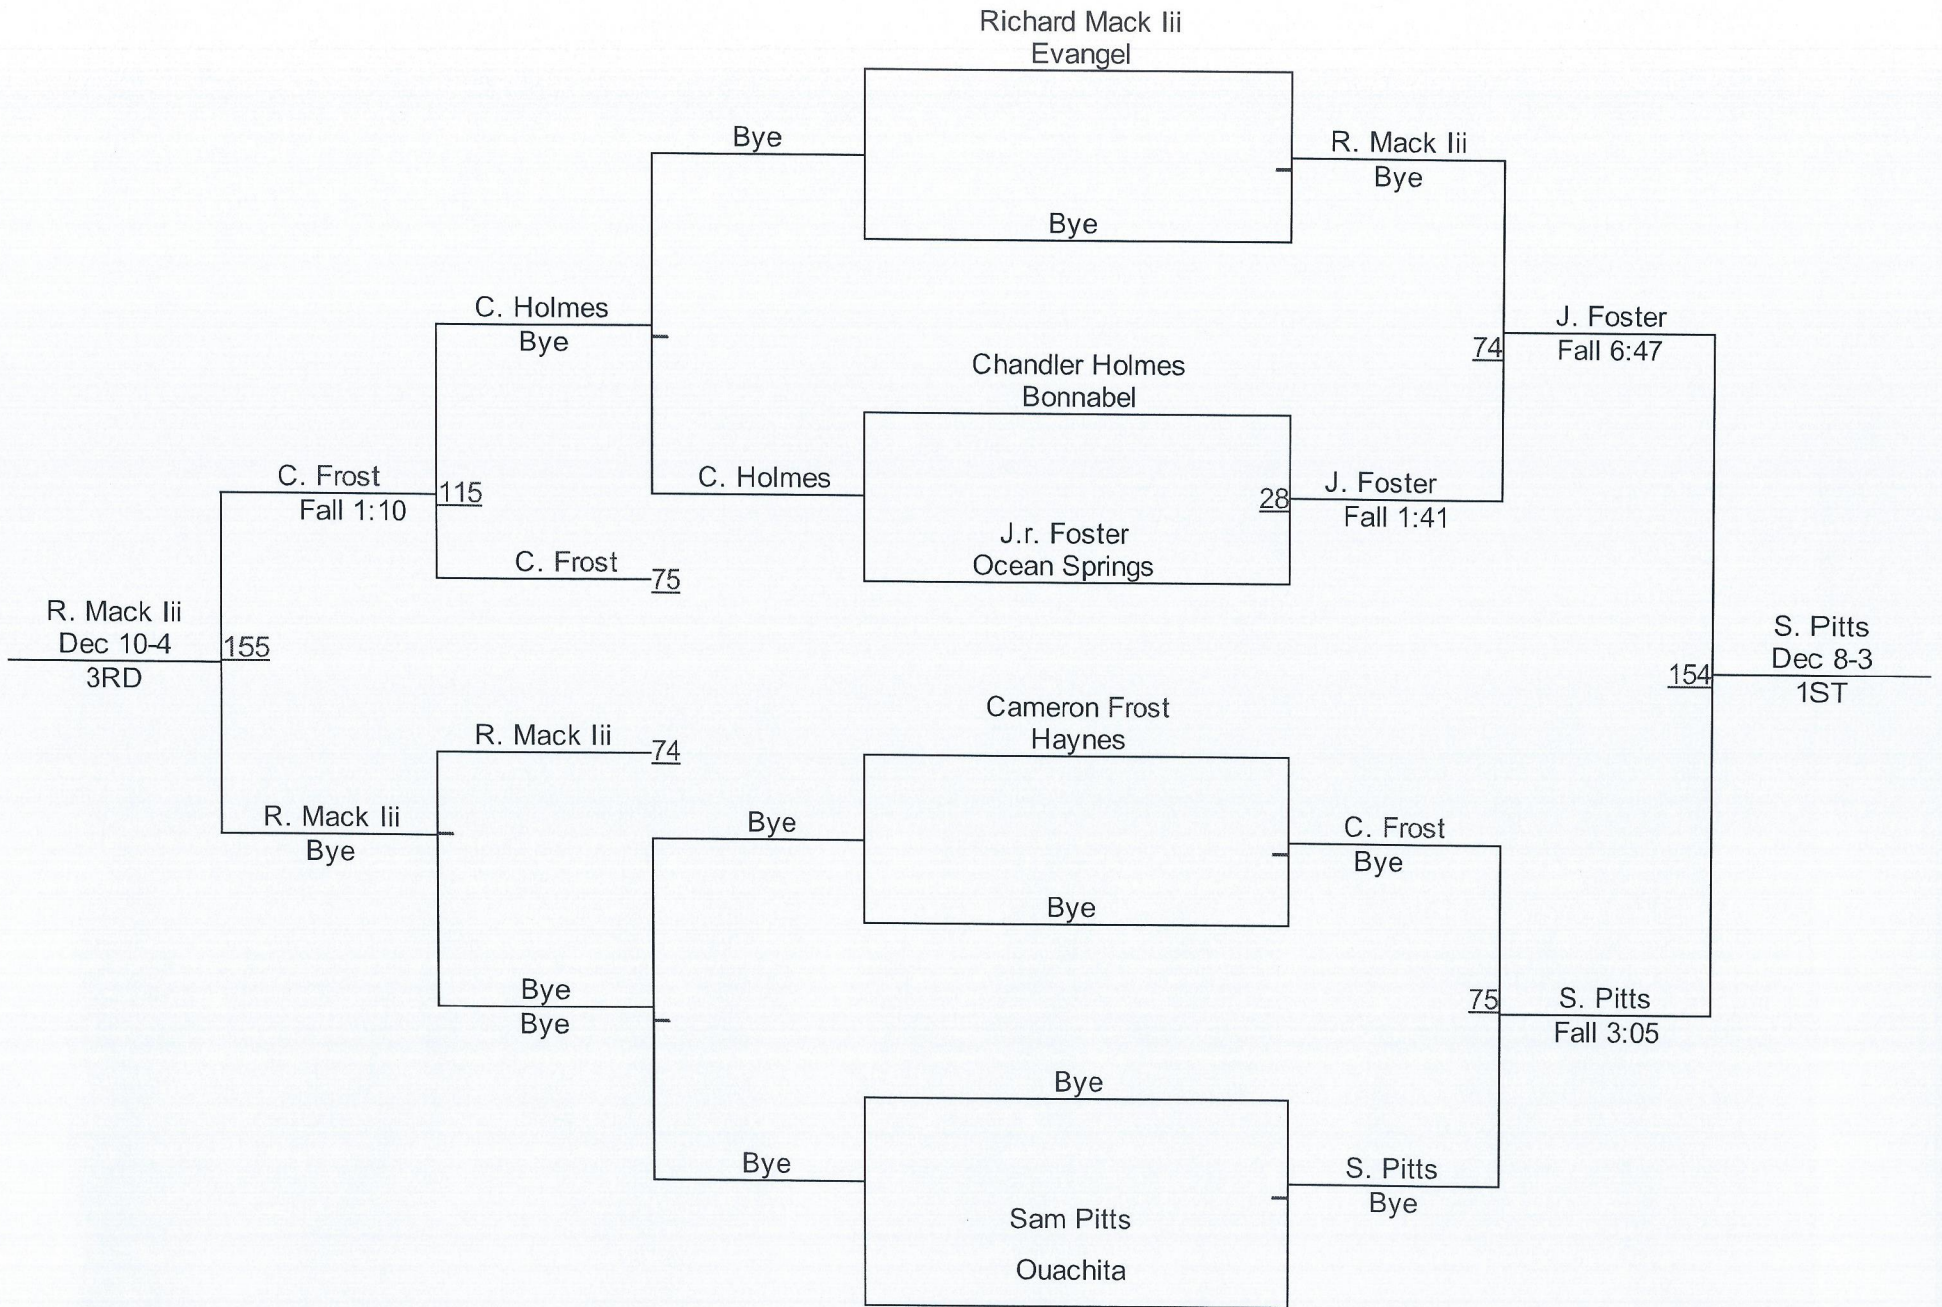 Richard Mack Iii
Evangel
Bye
R. Mack Iii
Bye
Bye
C. Holmes
Bye
J. Foster
74
Fall 6:47
Chandler Holmes
Bonnabel
C. Frost
115
C. Holmes
28
J. Foster
Fall 1:10
Fall 1:41
J.r. Foster
Ocean Springs
C. Frost
75
R. Mack Iii
Dec 10-4
155
3RD
S. Pitts
Dec 8-3
154
1ST
Cameron Frost
Haynes
R. Mack Iii
74
R. Mack Iii
Bye
Bye
C. Frost
Bye
Bye
Bye
Bye
75
S. Pitts
Fall 3:05
Bye
Bye
S. Pitts
Bye
Sam Pitts
Ouachita